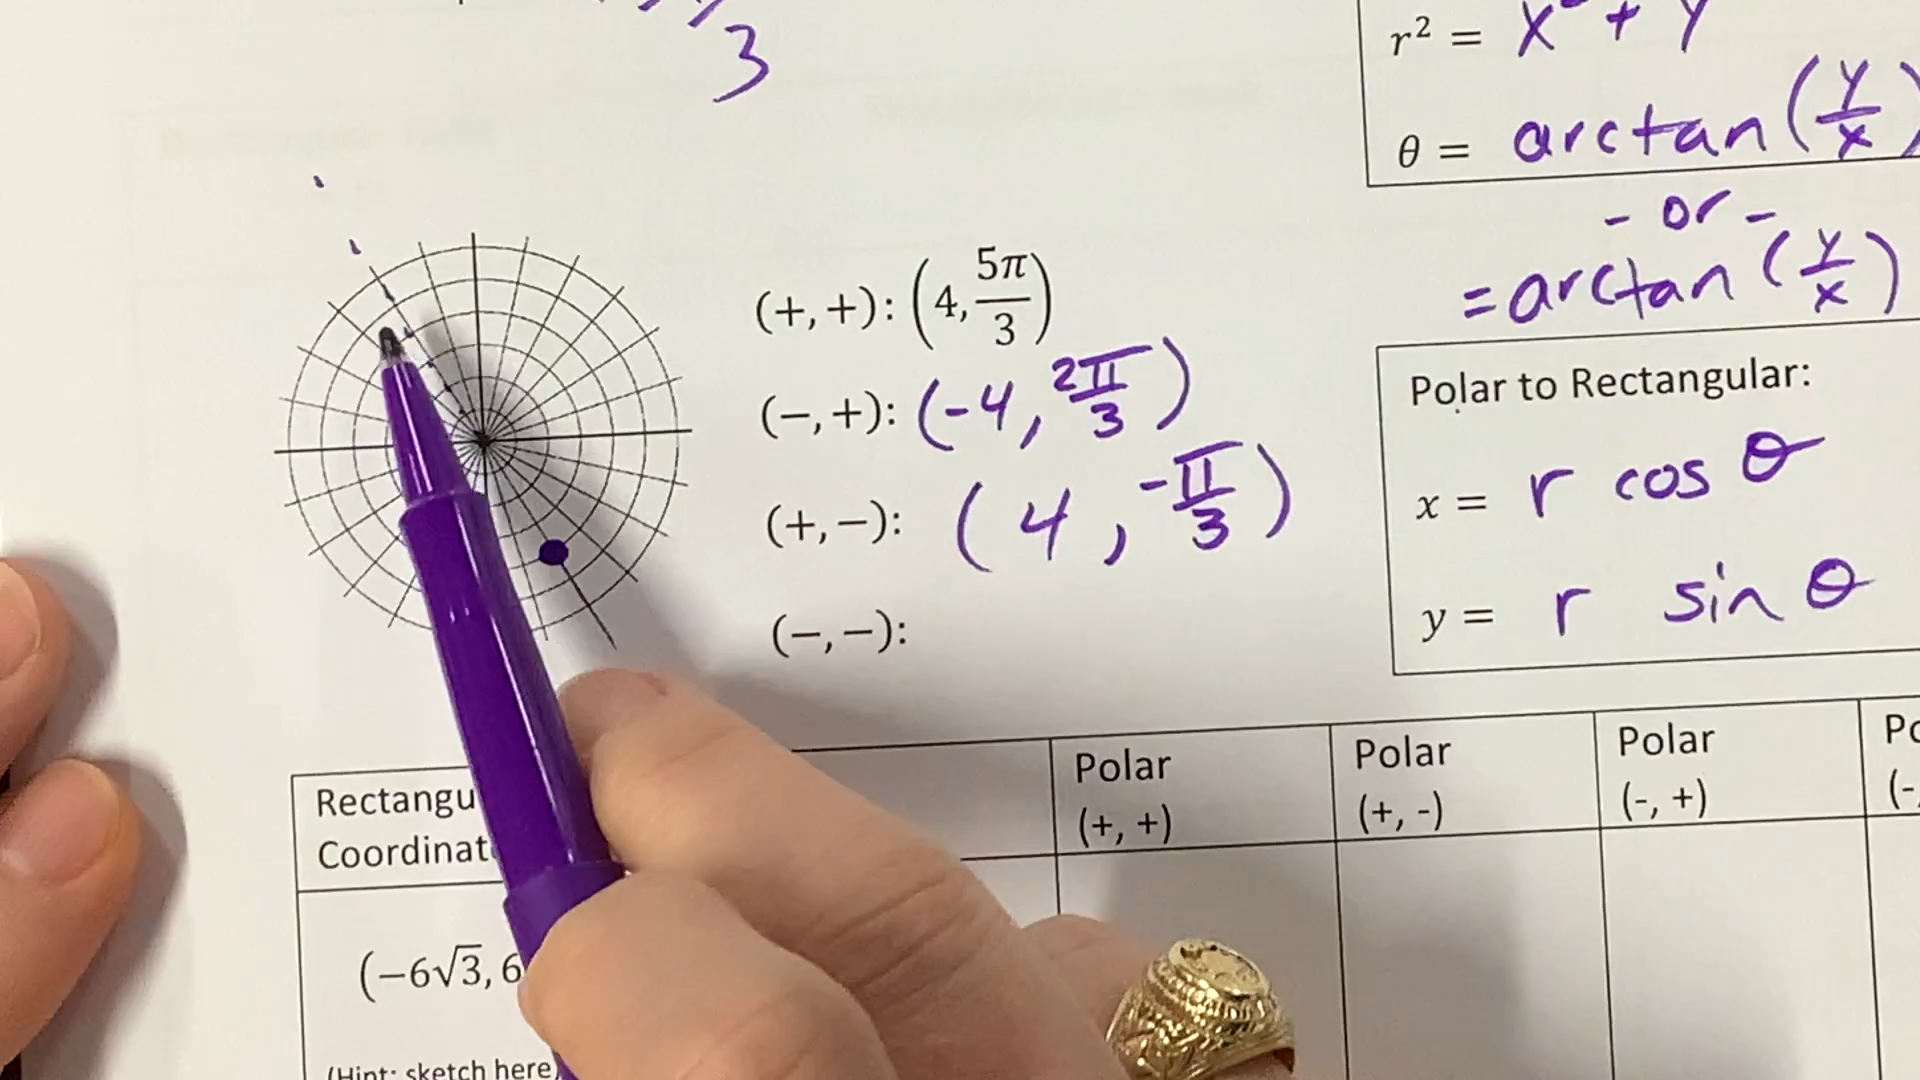 3
r² = x² + y
θ = arctan(y/x)
- or -
= arctan(y/x)
(+,+): (4, 5π/3)
(−,+): (-4, 2π/3)
(+,−): (4, -π/3)
(−,−):
Polar to Rectangular:
x = r cos θ
y = r sin θ
Rectangu
Coordinat
Polar
(+, +)
Polar
(+, -)
Polar
(-, +)
Po
(-,
(−6√3, 6
(Hint: sketch here)